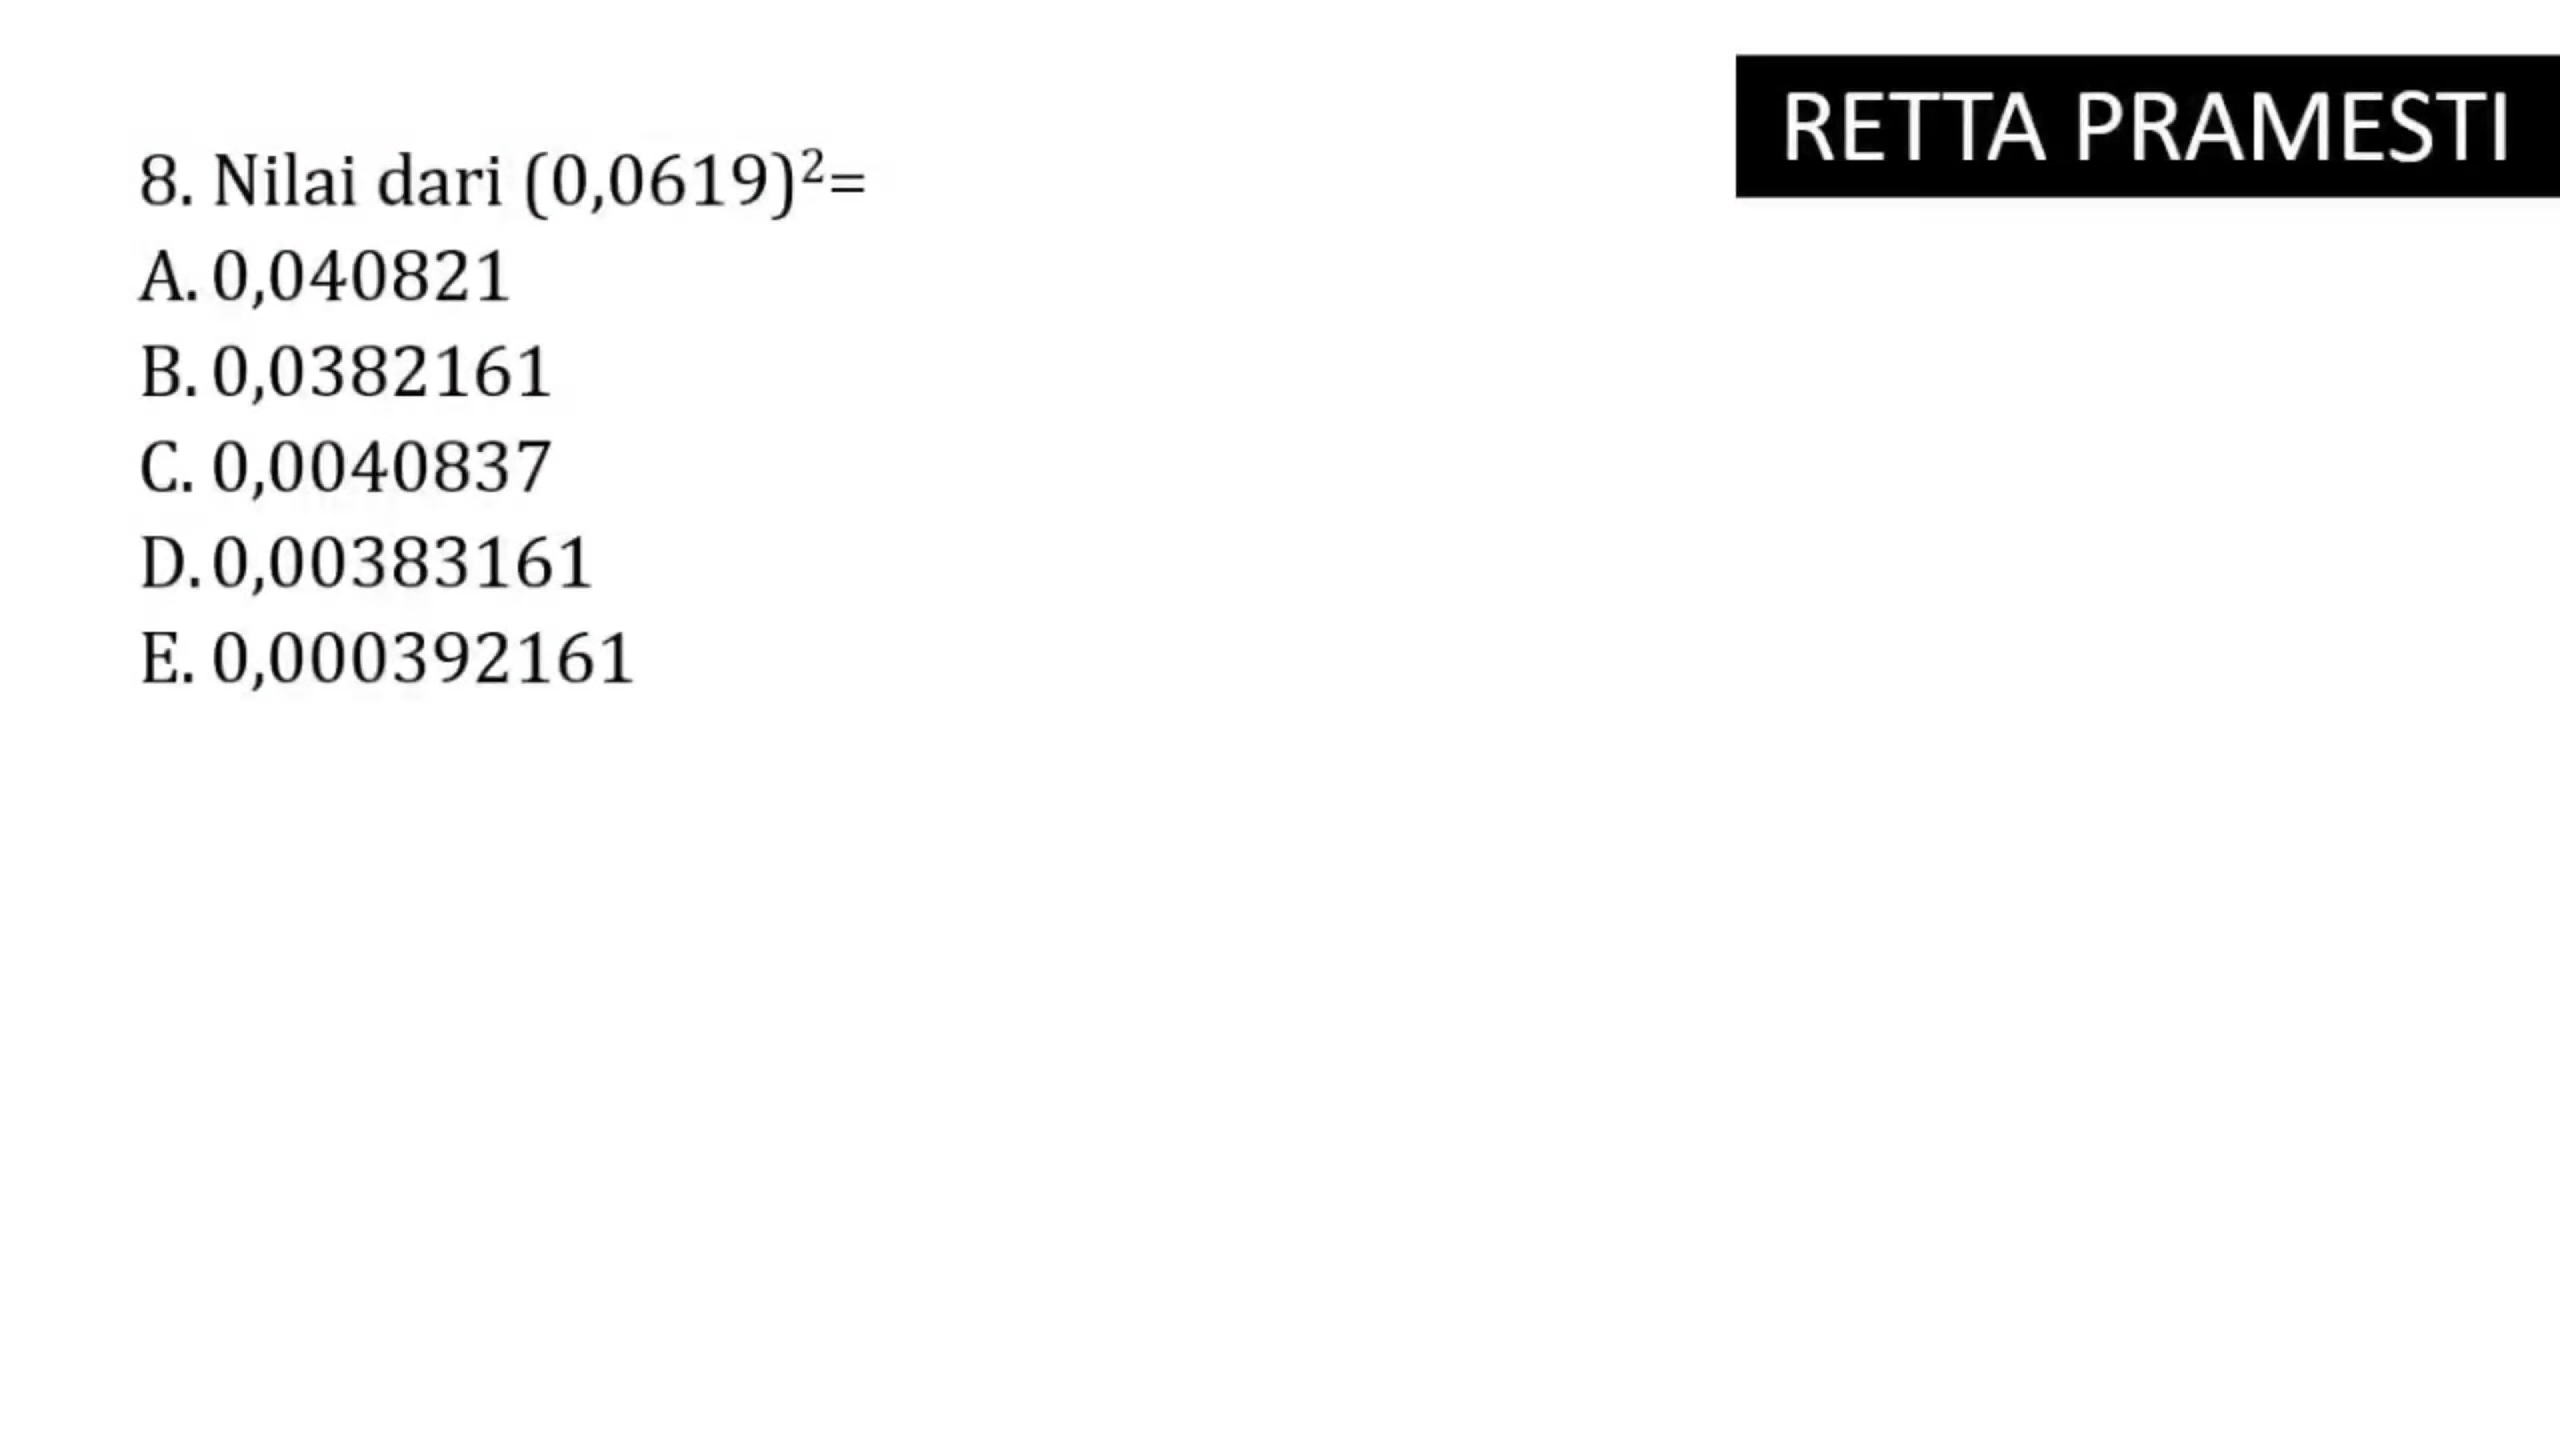 RETTA PRAMESTI
8. Nilai dari (0,0619)²=
A. 0,040821
B. 0,0382161
C. 0,0040837
D. 0,00383161
E. 0,000392161